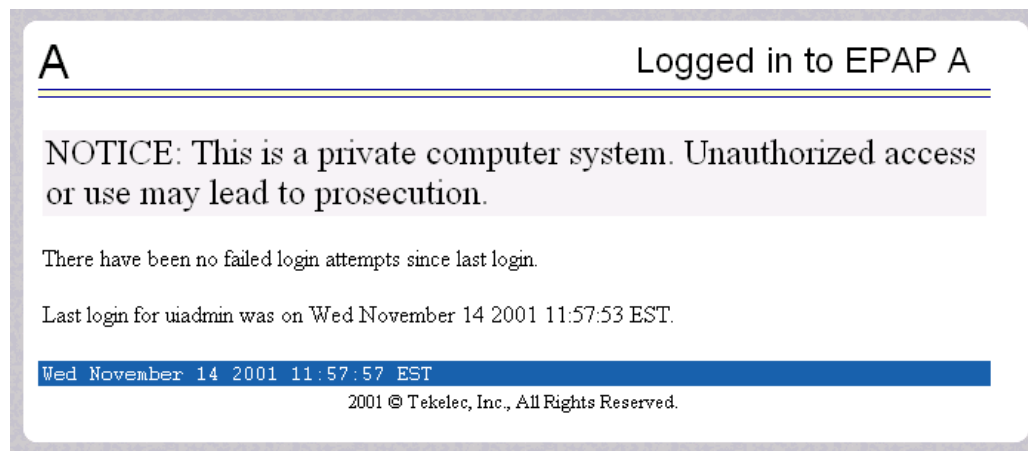 A
Logged in to EPAP A
NOTICE: This is a private computer system. Unauthorized access
or use may lead to prosecution.
There have been no failed login attempts since last login.
Last login for uiadmin was on Wed November 14 2001 11:57:53 EST.
Wed November 14 2001 11:57:57 EST
2001 © Tekelec, Inc., All Rights Reserved.